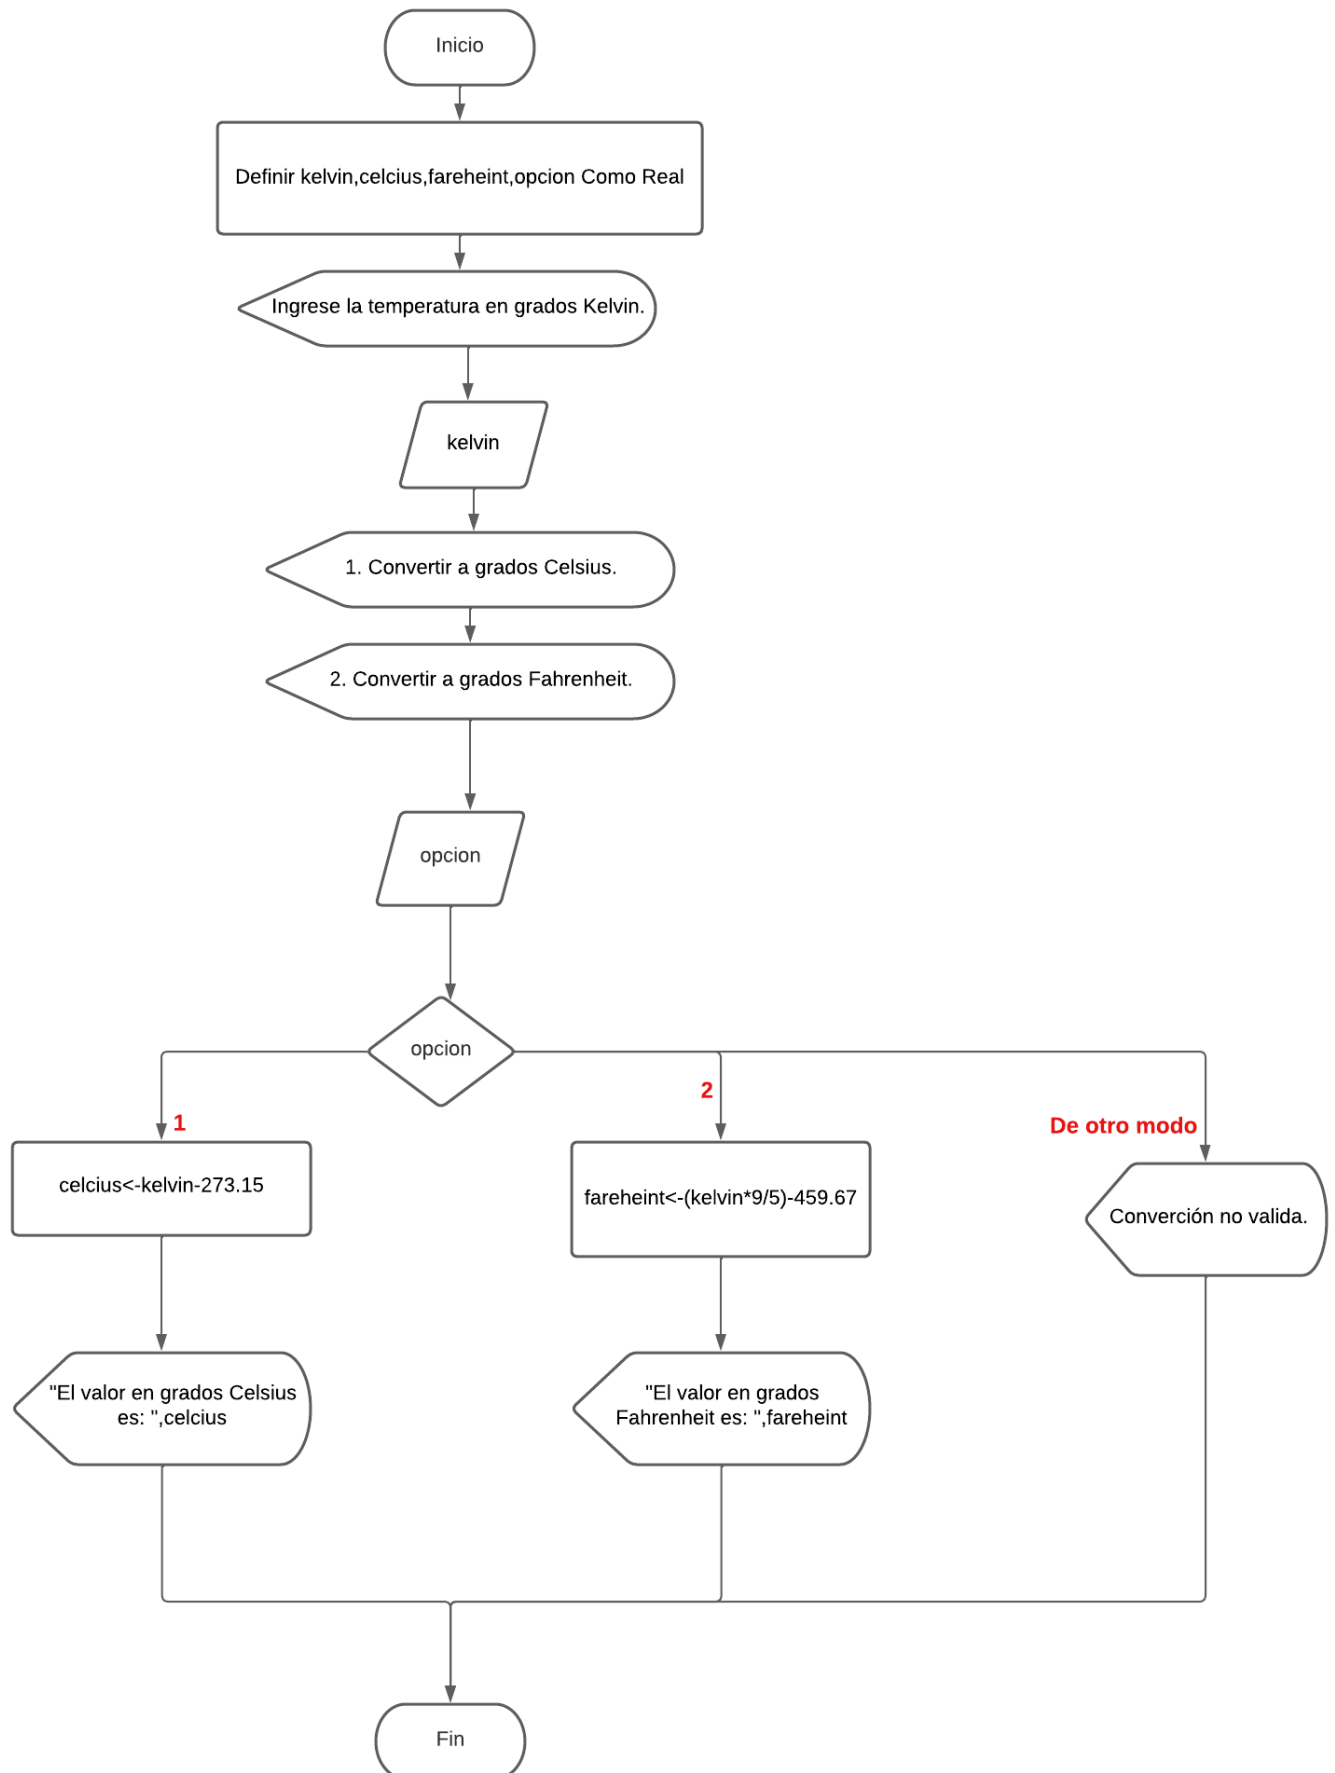 Inicio
Definir kelvin,celcius,fareheint,opcion Como Real
Ingrese la temperatura en grados Kelvin.
kelvin
1. Convertir a grados Celsius.
2. Convertir a grados Fahrenheit.
opcion
opcion
1
2
De otro modo
celcius<-kelvin-273.15
fareheint<-(kelvin*9/5)-459.67
Converción no valida.
"El valor en grados Celsius
es: ",celcius
"El valor en grados
Fahrenheit es: ",fareheint
Fin